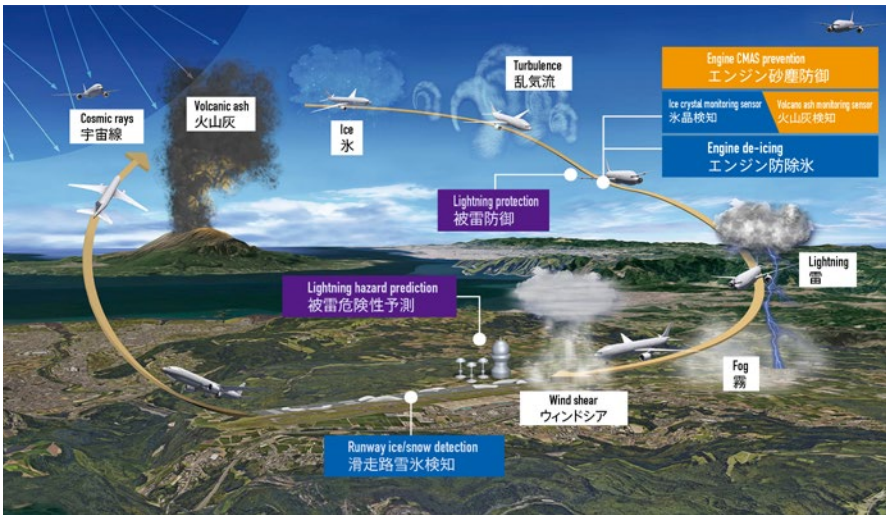 Engine CMAS prevention
エンジン砂塵防御
Ice crystal monitoring sensor
氷晶検知
Volcano ash monitoring sensor
火山灰検知
Engine de-icing
エンジン防除氷
Turbulence
乱気流
Volcanic ash
火山灰
Cosmic rays
宇宙線
Ice
氷
Lightning protection
被雷防御
Lightning
雷
Lightning hazard prediction
被雷危険性予測
Fog
霧
Wind shear
ウィンドシア
Runway ice/snow detection
滑走路雪氷検知